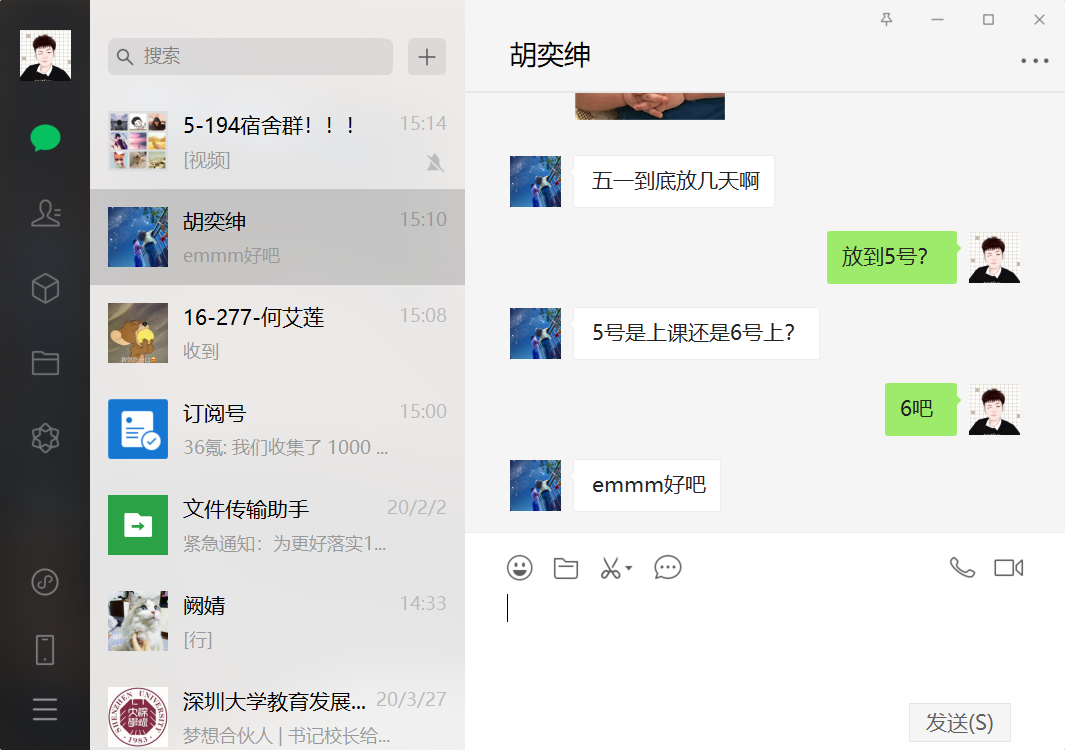 搜索
5-194宿舍群！！！
15:14
[视频]
胡奕绅
15:10
emmm好吧
16-277-何艾莲
15:08
收到
订阅号
15:00
36氪: 我们收集了 1000 ...
文件传输助手
20/2/2
紧急通知：为更好落实1...
阙婧
14:33
[行]
深圳大学教育发展...
20/3/27
梦想合伙人 | 书记校长给...
SHENZHEN UNIVERSITY
1983
胡奕绅
五一到底放几天啊
放到5号？
5号是上课还是6号上？
6吧
emmm好吧
发送(S)